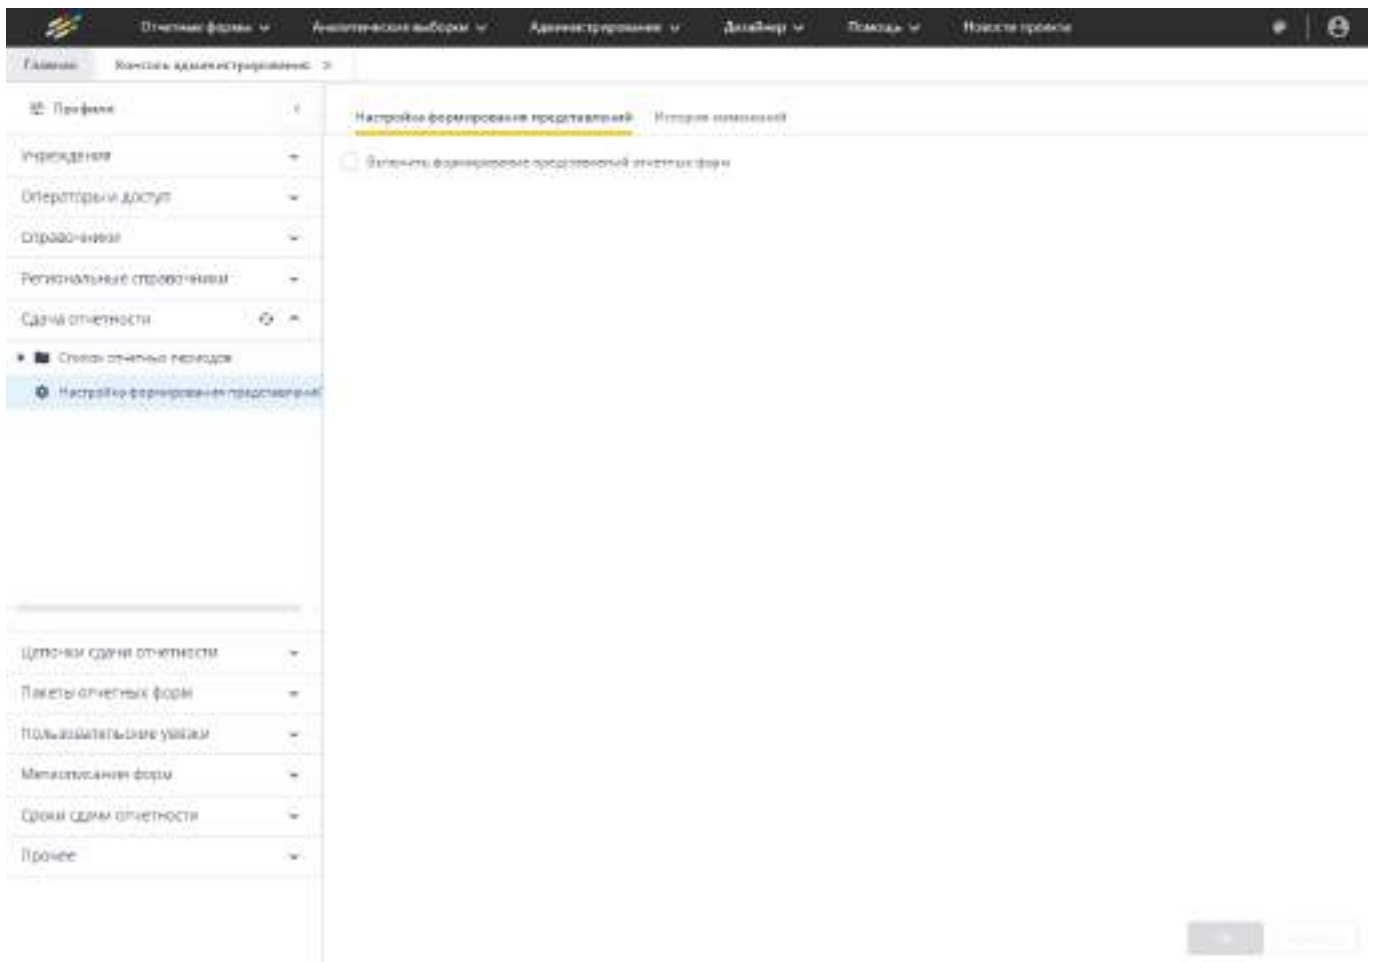 Отчетные формы
Аналитические выборки
Администрирование
Дизайнер
Помощь
Новости проекта
Главная
Консоль администрирования
Профили
Настройка формирования представлений
История изменений
Включить формирование представлений отчетных форм
Учреждения
Операторы и доступ
Справочники
Региональные справочники
Сдача отчетности
Список отчетных периодов
Настройка формирования представлений
Цепочки сдачи отчетности
Пакеты отчетных форм
Пользовательские увязки
Метаописания форм
Сроки сдачи отчетности
Прочее